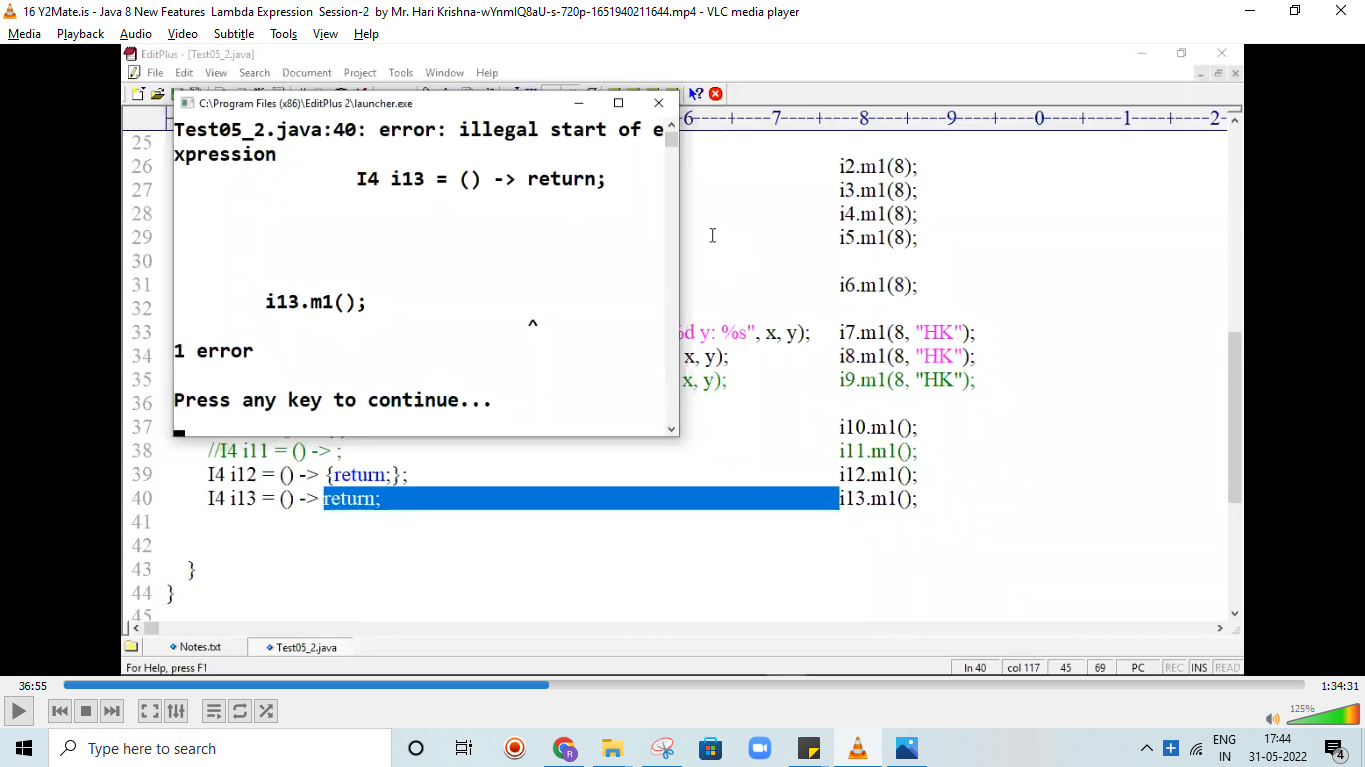 16 Y2Mate.is - Java 8 New Features Lambda Expression Session-2 by Mr. Hari Krishna-wYnmIQ8aU-s-720p-1651940211644.mp4 - VLC media player
Media Playback Audio Video Subtitle Tools View Help
EditPlus - [Test05_2.java]
File Edit View Search Document Project Tools Window Help
C:\Program Files (x86)\EditPlus 2\launcher.exe
Test05_2.java:40: error: illegal start of e
xpression
I4 i13 = () -> return;
i13.m1();
^
1 error
Press any key to continue...
-6----+----7----+----8----+----9----+----0----+----1----+----2-
25
26 i2.m1(8);
27 i3.m1(8);
28 i4.m1(8);
29 i5.m1(8);
30
31 i6.m1(8);
32
33 %d y: %s", x, y); i7.m1(8, "HK");
34 x, y); i8.m1(8, "HK");
35 x, y); i9.m1(8, "HK");
36
37 i10.m1();
38 //I4 i11 = () -> ; i11.m1();
39 I4 i12 = () -> {return;}; i12.m1();
40 I4 i13 = () -> return; i13.m1();
41
42
43 }
44 }
45
Notes.txt Test05_2.java
For Help, press F1 ln 40 col 117 45 69 PC REC INS READ
36:55 1:34:31
125%
Type here to search
ENG
IN
17:44
31-05-2022
4